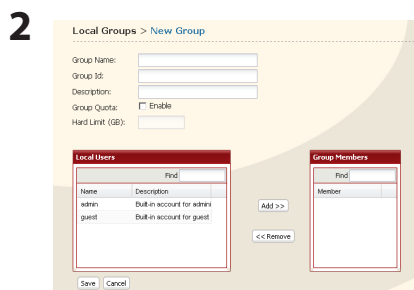 2
Local Groups > New Group
Group Name:
Group Id:
Description:
Group Quota: Enable
Hard Limit (GB):
Local Users
Group Members
Find
Find
Name Description
Member
admin Built-in account for admini
guest Built-in account for guest
Add >>
<< Remove
Save Cancel